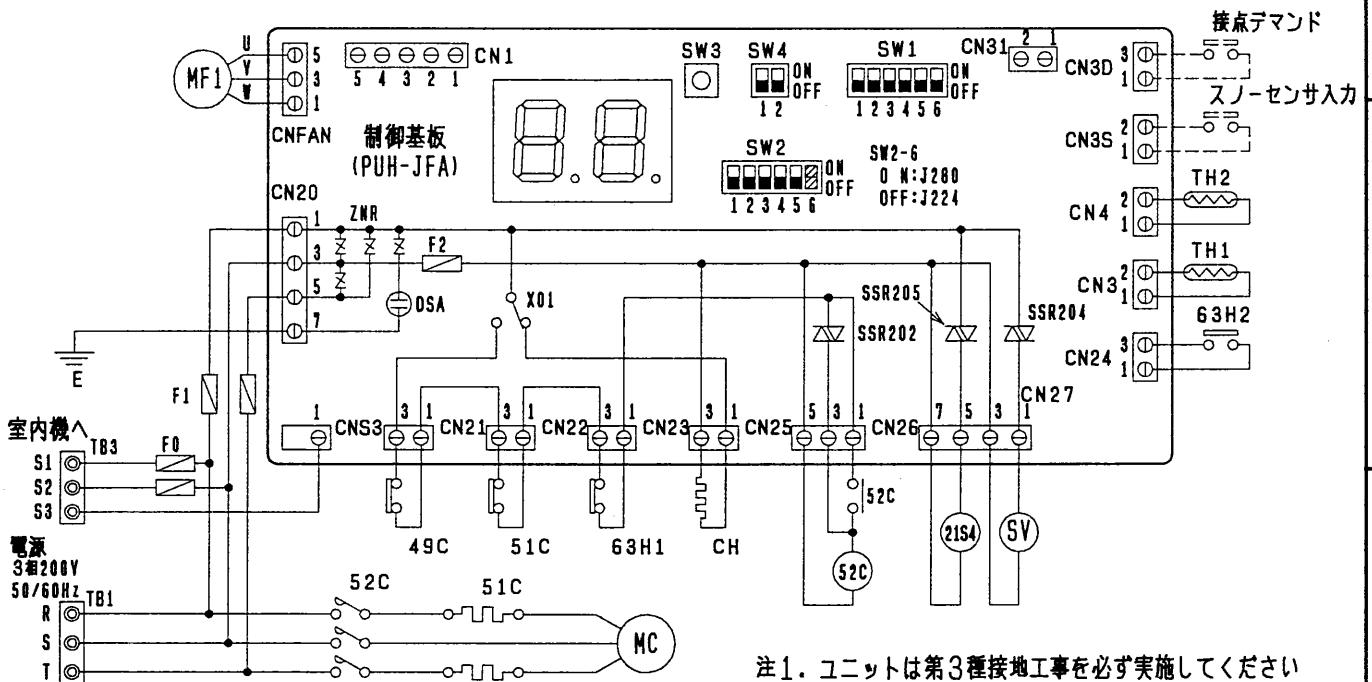 接点デマンド
U
V
W
MF1
5
3
1
CNFAN
5 4 3 2 1
CN1
制御基板
(PUH-JFA)
SW3
SW4
ON
OFF
1 2
SW1
ON
OFF
1 2 3 4 5 6
CN31
2 1
3
1
CN3D
スノーセンサ入力
2
1
CN3S
SW2
ON
OFF
1 2 3 4 5 6
SW2-6
ON:J280
OFF:J224
TH2
2
1
CN4
TH1
2
1
CN3
63H2
3
1
CN24
CN20
1
3
5
7
ZNR
F2
DSA
X01
SSR202
SSR205
SSR204
E
F1
室内機へ
TB3
F0
S1
S2
S3
1
CNS3
3 1
CN21
3 1
CN22
3 1
CN23
3 1
CN25
5 3 1
CN26
7 5 3 1
CN27
49C
51C
63H1
CH
52C
52C
21S4
SV
電源
3相200V
50/60Hz
TB1
R
S
T
52C
51C
MC
注1. ユニットは第3種接地工事を必ず実施してください